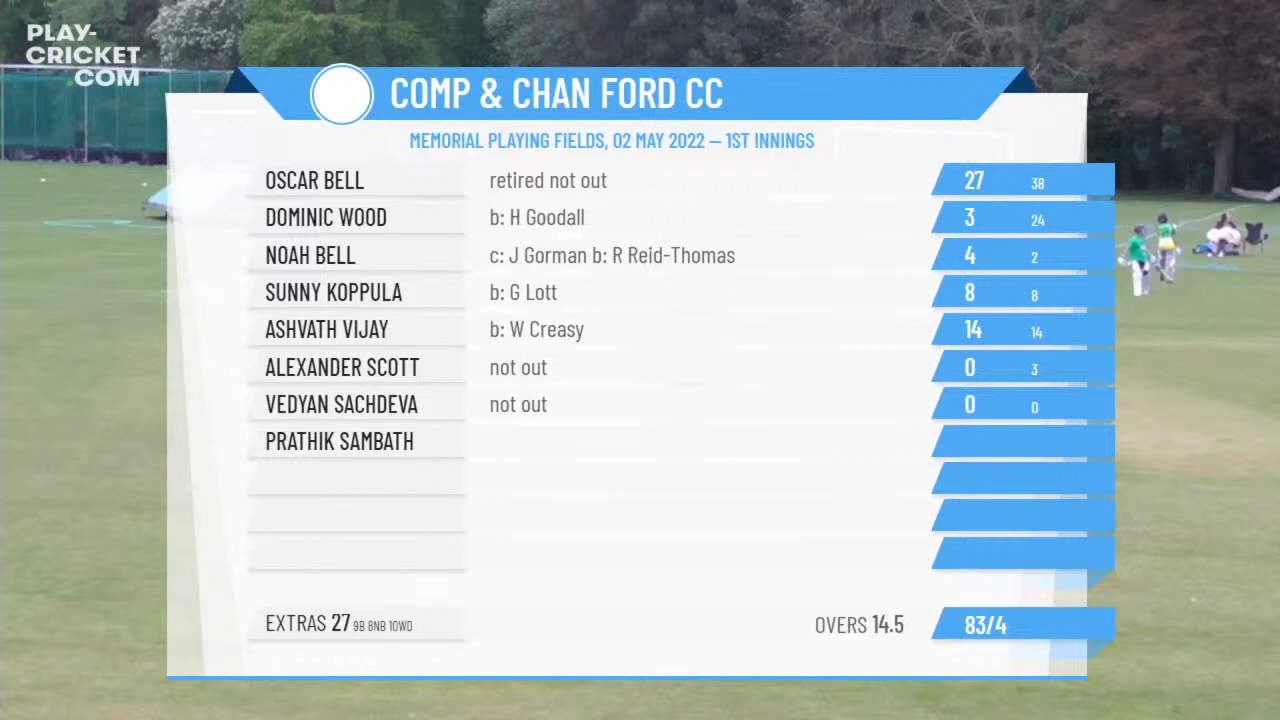 PLAY-
CRICKET
.COM
COMP & CHAN FORD CC
MEMORIAL PLAYING FIELDS, 02 MAY 2022 – 1ST INNINGS
OSCAR BELL retired not out 27 38
DOMINIC WOOD b: H Goodall 3 24
NOAH BELL c: J Gorman b: R Reid-Thomas 4 2
SUNNY KOPPULA b: G Lott 8 8
ASHVATH VIJAY b: W Creasy 14 14
ALEXANDER SCOTT not out 0 3
VEDYAN SACHDEVA not out 0 0
PRATHIK SAMBATH
EXTRAS 27 9B 8NB 10WD OVERS 14.5 83/4